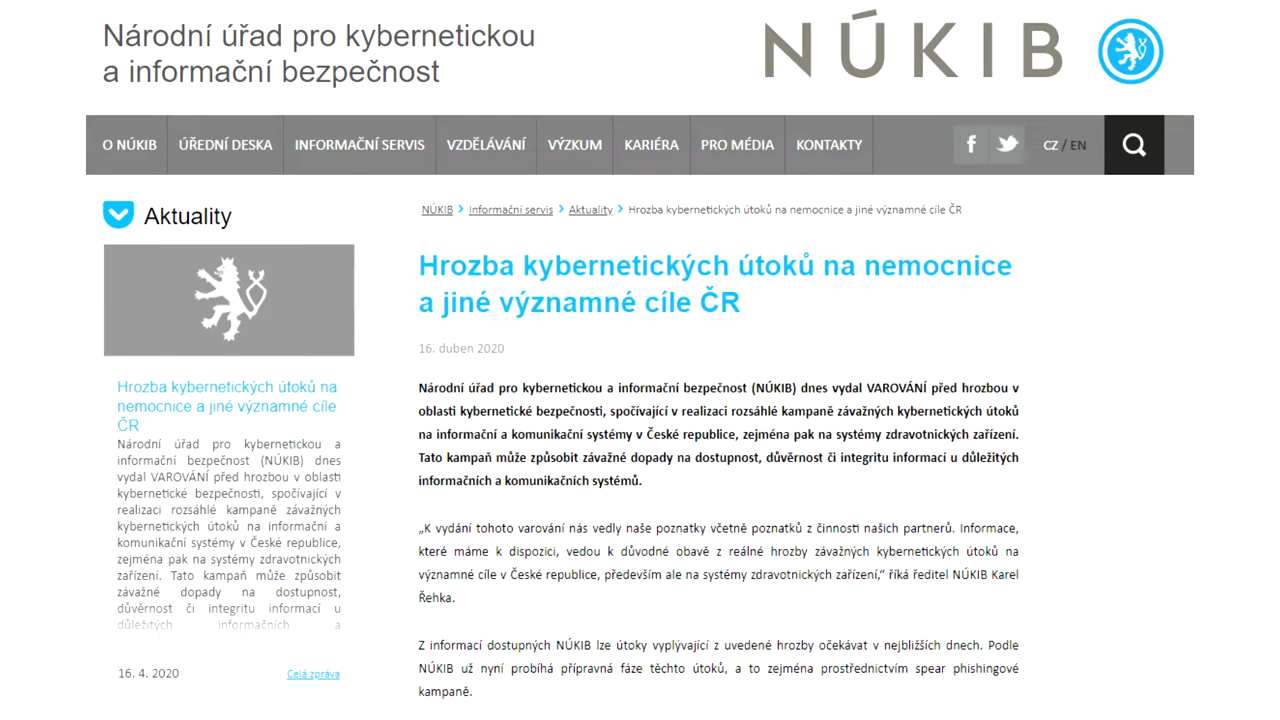 Národní úřad pro kybernetickou
a informační bezpečnost
NÚKIB
O NÚKIB
ÚŘEDNÍ DESKA
INFORMAČNÍ SERVIS
VZDĚLÁVÁNÍ
VÝZKUM
KARIÉRA
PRO MÉDIA
KONTAKTY
CZ / EN
Aktuality
Hrozba kybernetických útoků na
nemocnice a jiné významné cíle
ČR
Národní úřad pro kybernetickou a
informační bezpečnost (NÚKIB) dnes
vydal VAROVÁNÍ před hrozbou v oblasti
kybernetické bezpečnosti, spočívající v
realizaci rozsáhlé kampaně závažných
kybernetických útoků na informační a
komunikační systémy v České republice,
zejména pak na systémy zdravotnických
zařízení. Tato kampaň může způsobit
závažné dopady na dostupnost,
důvěrnost či integritu informací u
důležitých informačních a
16. 4. 2020
Celá zpráva
NÚKIB > Informační servis > Aktuality > Hrozba kybernetických útoků na nemocnice a jiné významné cíle ČR
Hrozba kybernetických útoků na nemocnice
a jiné významné cíle ČR
16. duben 2020
Národní úřad pro kybernetickou a informační bezpečnost (NÚKIB) dnes vydal VAROVÁNÍ před hrozbou v
oblasti kybernetické bezpečnosti, spočívající v realizaci rozsáhlé kampaně závažných kybernetických útoků
na informační a komunikační systémy v České republice, zejména pak na systémy zdravotnických zařízení.
Tato kampaň může způsobit závažné dopady na dostupnost, důvěrnost či integritu informací u důležitých
informačních a komunikačních systémů.
„K vydání tohoto varování nás vedly naše poznatky včetně poznatků z činnosti našich partnerů. Informace,
které máme k dispozici, vedou k důvodné obavě z reálné hrozby závažných kybernetických útoků na
významné cíle v České republice, především ale na systémy zdravotnických zařízení,“ říká ředitel NÚKIB Karel
Řehka.
Z informací dostupných NÚKIB lze útoky vyplývající z uvedené hrozby očekávat v nejbližších dnech. Podle
NÚKIB už nyní probíhá přípravná fáze těchto útoků, a to zejména prostřednictvím spear phishingové
kampaně.